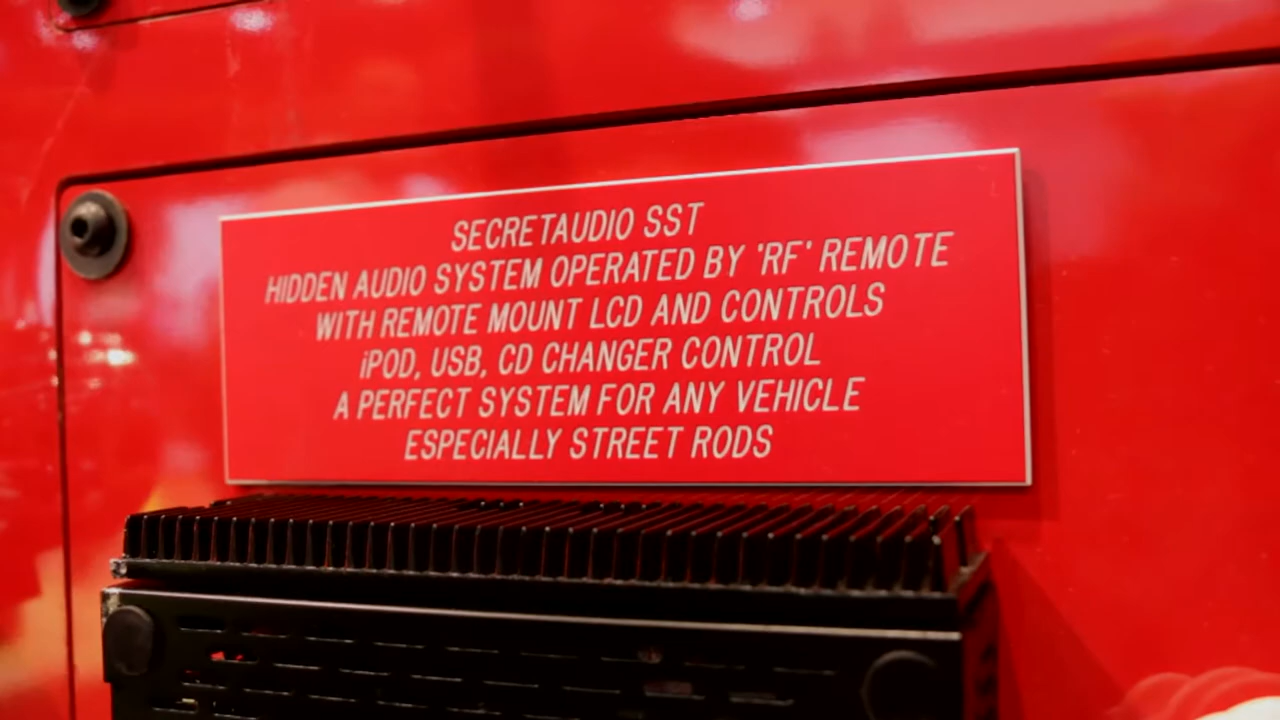 SECRETAUDIO SST
HIDDEN AUDIO SYSTEM OPERATED BY 'RF' REMOTE
WITH REMOTE MOUNT LCD AND CONTROLS
iPOD, USB, CD CHANGER CONTROL
A PERFECT SYSTEM FOR ANY VEHICLE
ESPECIALLY STREET RODS